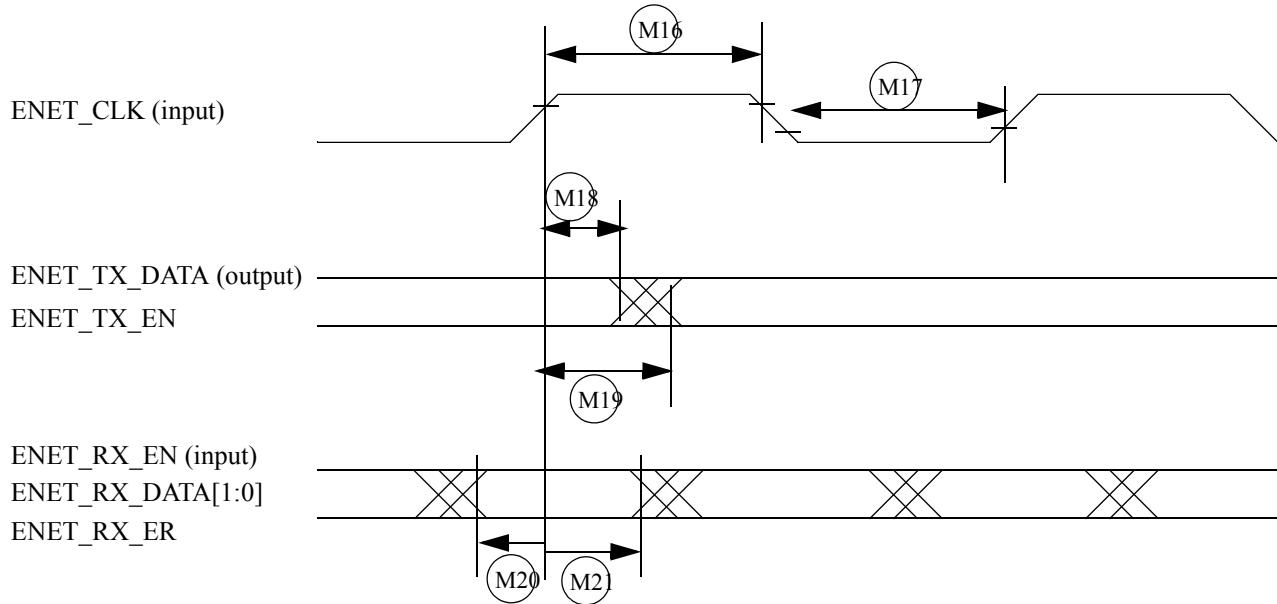 M16
M17
ENET_CLK (input)
M18
ENET_TX_DATA (output)
ENET_TX_EN
M19
ENET_RX_EN (input)
ENET_RX_DATA[1:0]
ENET_RX_ER
M20
M21